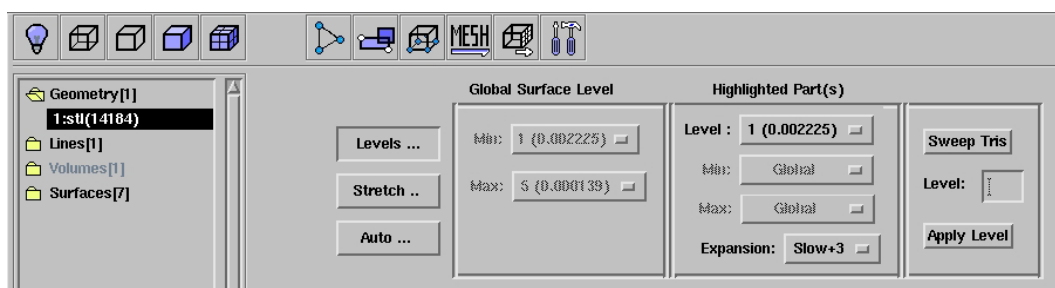 MESH
Geometry[1]
1:stl(14184)
Lines[1]
Volumes[1]
Surfaces[7]
Levels ...
Stretch ..
Auto ...
Global Surface Level
Min: 1 (0.002225)
Max: 5 (0.000139)
Highlighted Part(s)
Level : 1 (0.002225)
Min: Global
Max: Global
Expansion: Slow+3
Sweep Tris
Level:
Apply Level